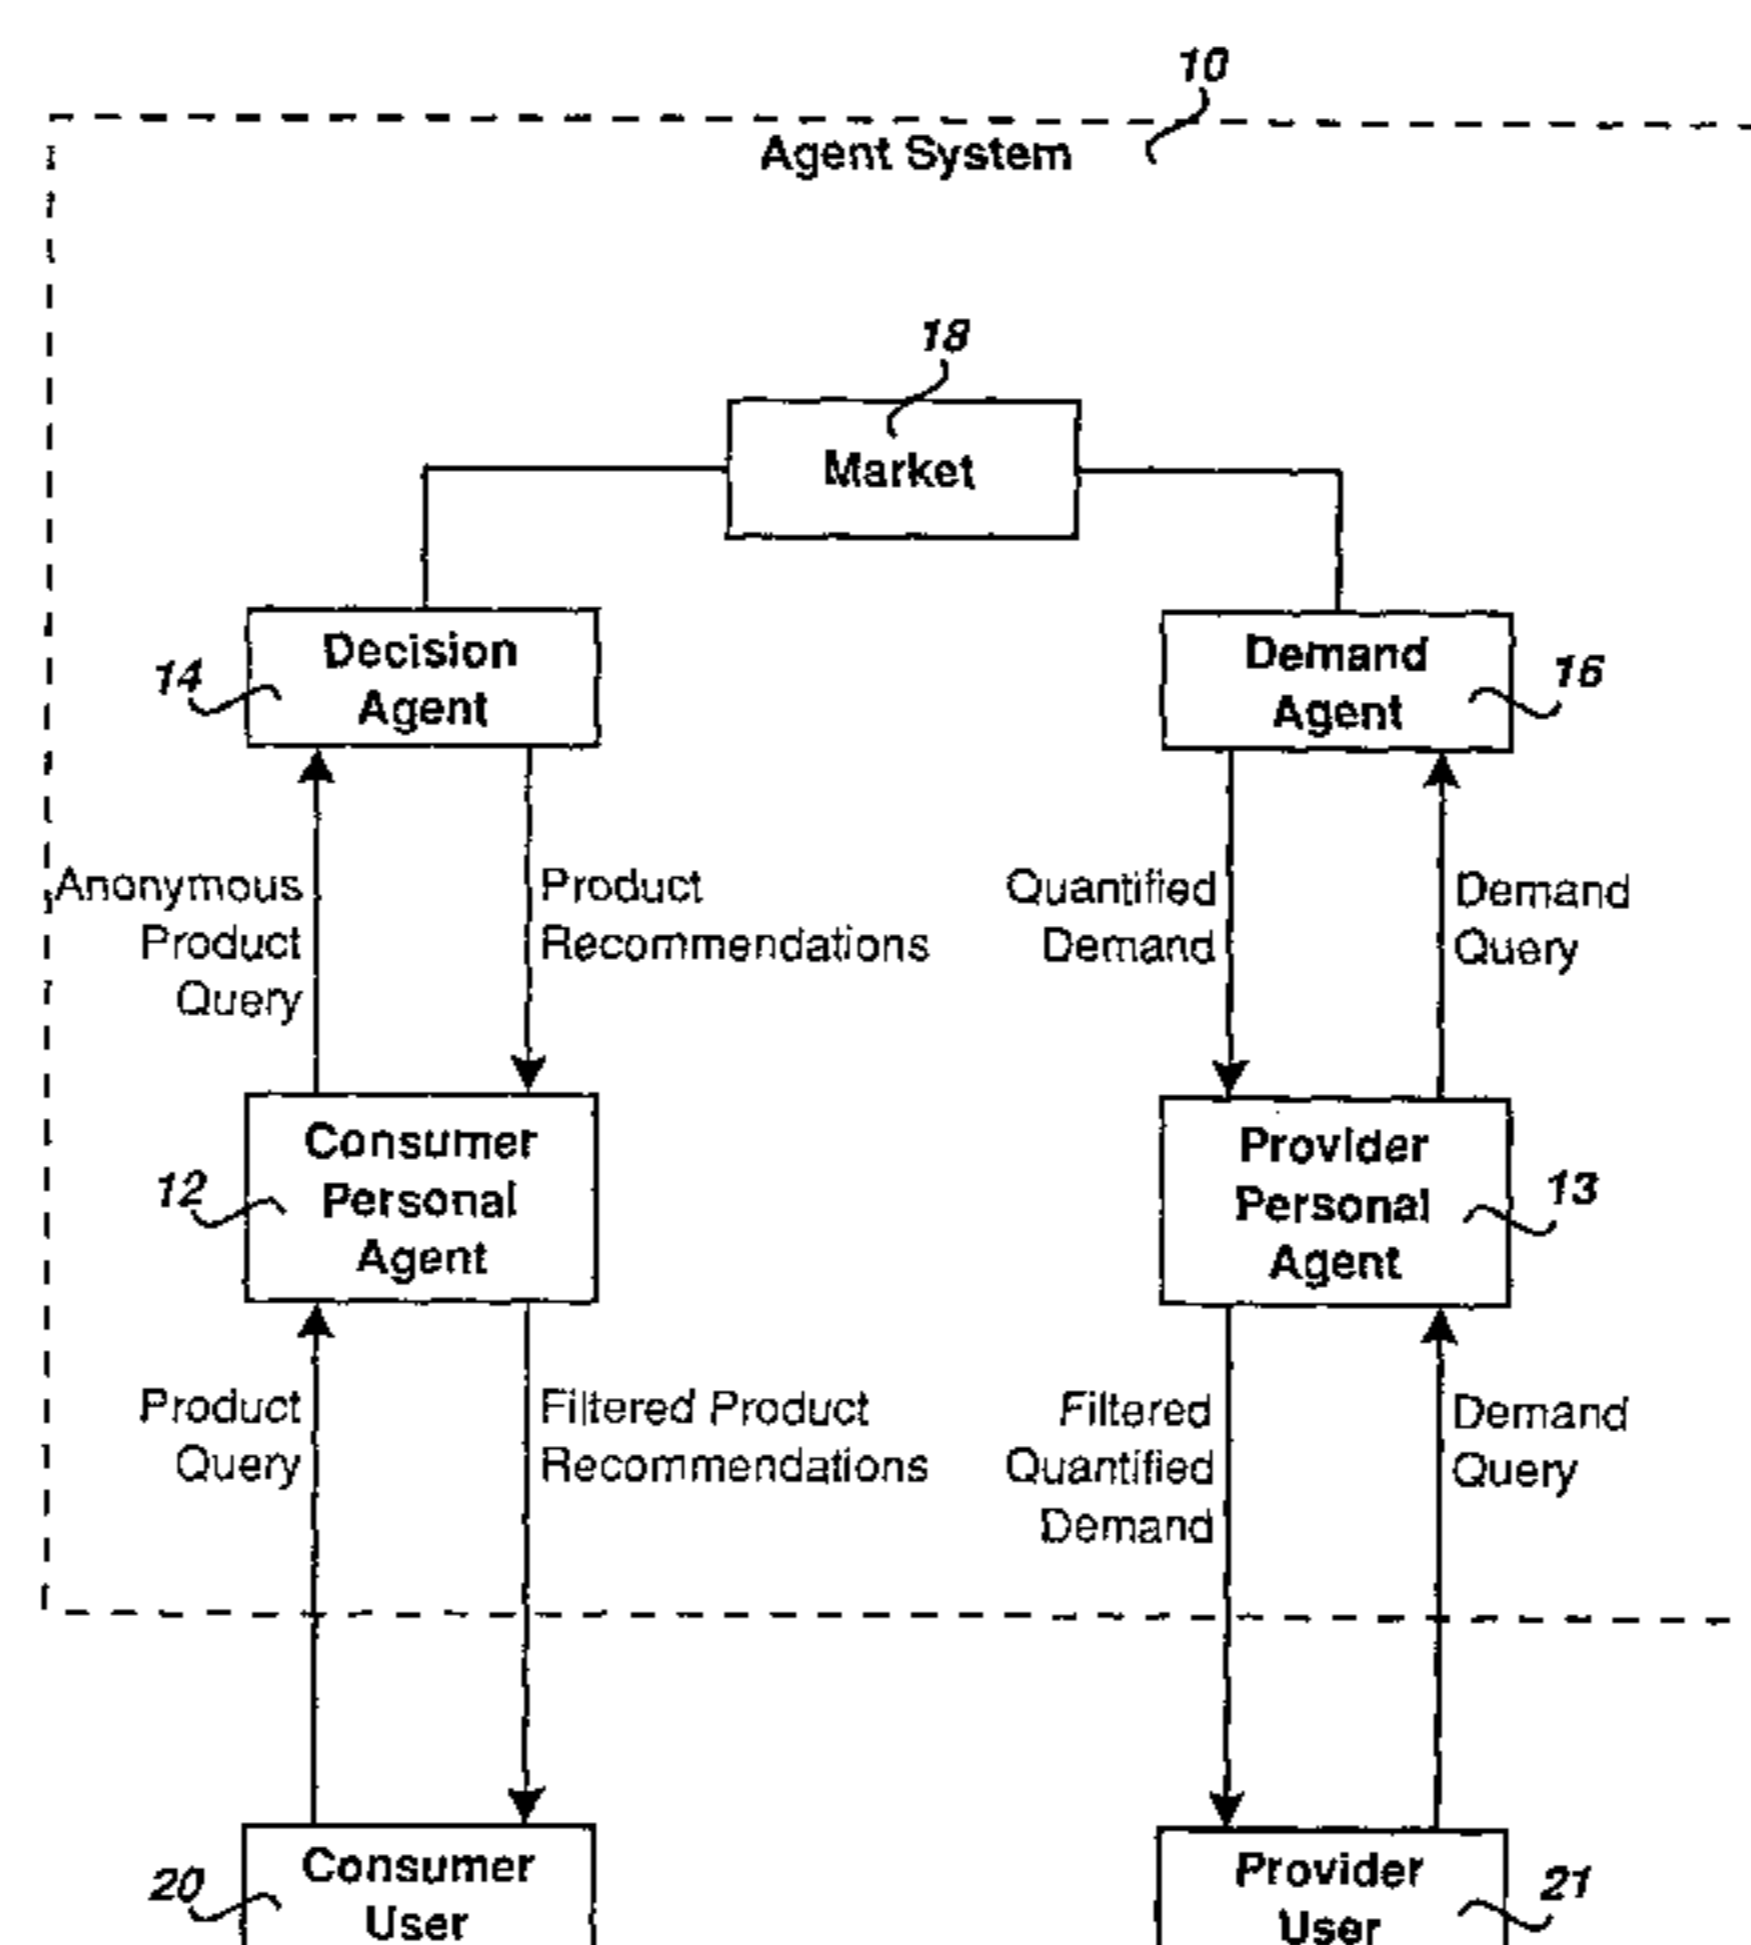 10
Agent System
18
Market
Decision
Agent
14
Demand
Agent
16
Anonymous
Product
Query
Product
Recommendations
Quantified
Demand
Demand
Query
Consumer
Personal
Agent
12
Provider
Personal
Agent
13
Product
Query
Filtered Product
Recommendations
Filtered
Quantified
Demand
Demand
Query
Consumer
User
20
Provider
User
21